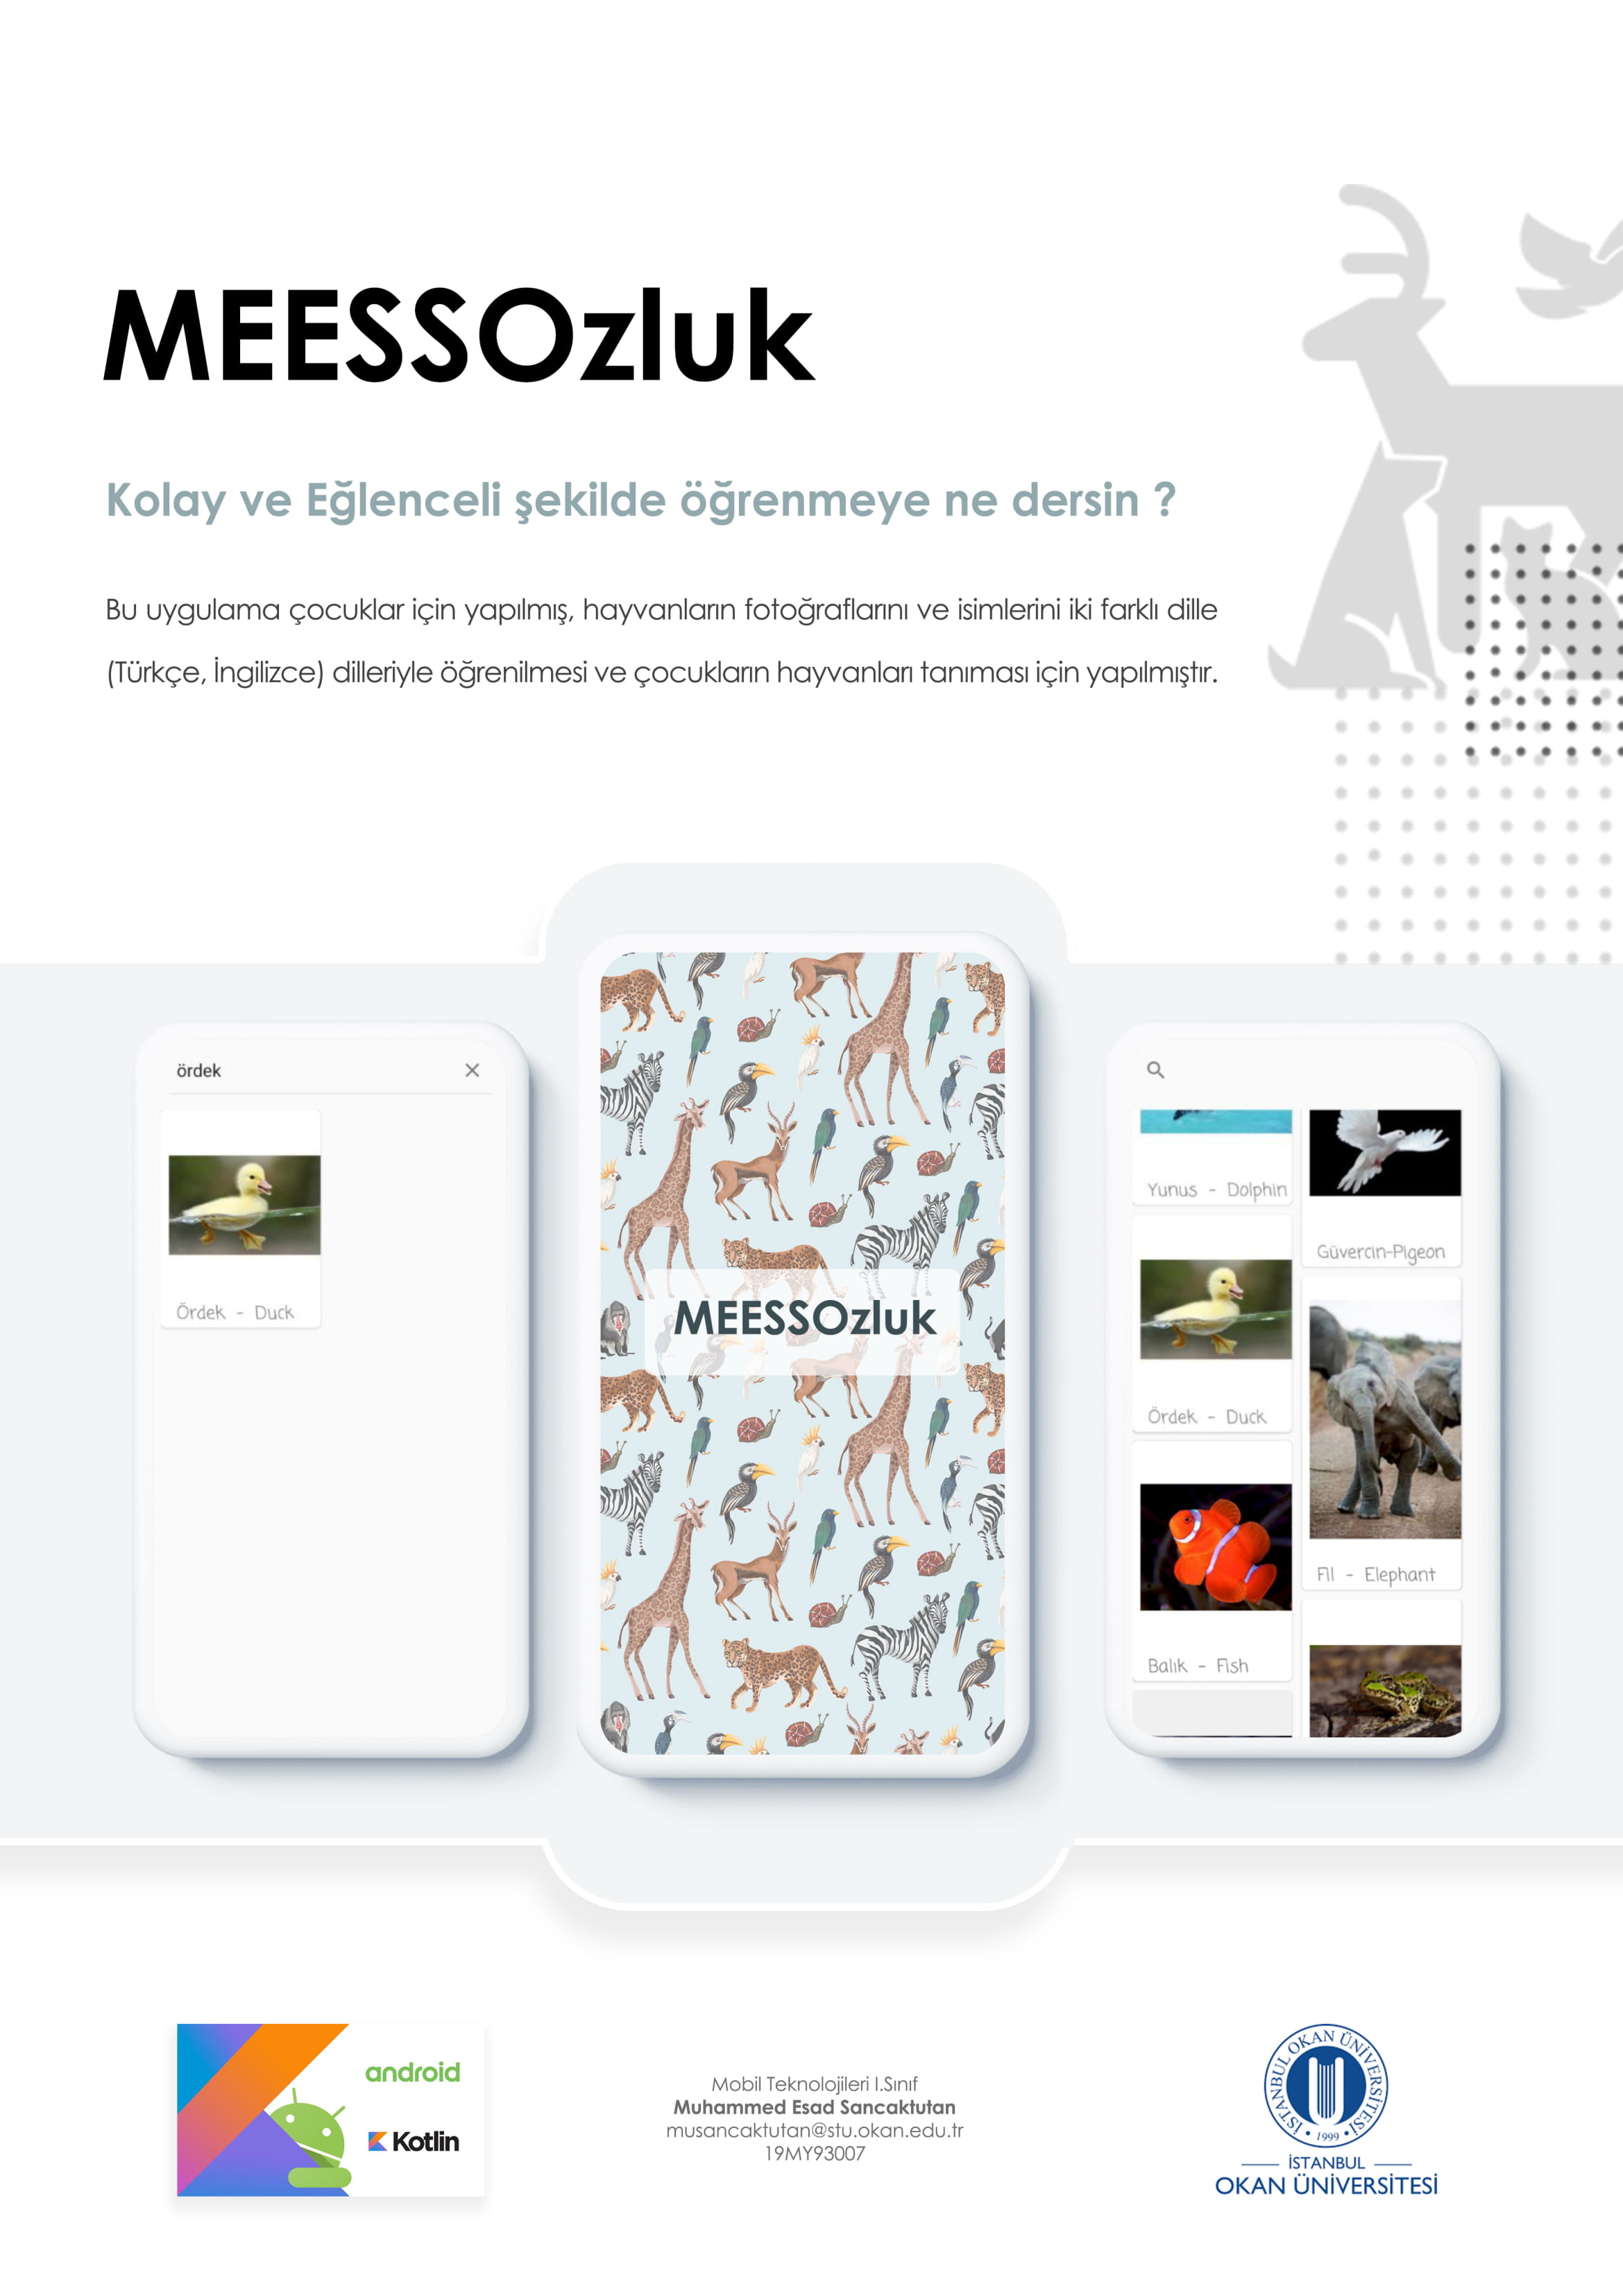 MEESSOzluk
Kolay ve Eğlenceli şekilde öğrenmeye ne dersin ?
Bu uygulama çocuklar için yapılmış, hayvanların fotoğraflarını ve isimlerini iki farklı dille
(Türkçe, İngilizce) dilleriyle öğrenilmesi ve çocukların hayvanları tanıması için yapılmıştır.
ördek
Ördek - Duck
MEESSOzluk
Yunus - Dolphin
Güvercin-Pigeon
Ördek - Duck
Fil - Elephant
Balık - Fish
android
Kotlin
Mobil Teknolojileri I.Sınıf
Muhammed Esad Sancaktutan
musancaktutan@stu.okan.edu.tr
19MY93007
İSTANBUL OKAN ÜNİVERSİTESİ
1999
İSTANBUL
OKAN ÜNİVERSİTESİ